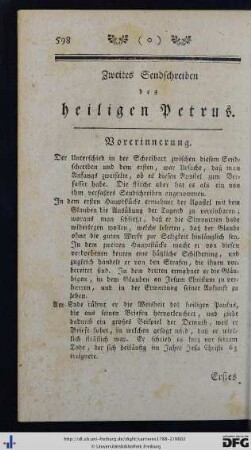 598 ( o )
Zweites Sendschreiben
des
heiligen Petrus.
Vorerinnerung.
Der Unterschied in der Schreibart zwischen diesem Send-
schreiben und dem ersten, war Ursache, daß man
Anfangs zweifelte, ob es diesen Apostel zum Ver-
fasser habe. Die Kirche aber hat es als ein von
ihm verfaßtes Sendschreiben angenommen.
In dem ersten Hauptstücke ermahnet der Apostel mit dem
Glauben die Ausübung der Tugend zu vereinbaren:
woraus man schließt, daß er die Simonianer habe
widerlegen wollen, welche lehrten, daß der Glaube
ohne die guten Werke zur Seligkeit hinlänglich sey.
In dem zweyten Hauptstücke macht er von diesen
verdorbenen Leuten eine häßliche Schilderung, und
zugleich handelt er von den Strafen, die ihnen vor-
bereitet sind. In dem dritten ermahnet er die Gläu-
bigen, in dem Glauben an Jesum Christum zu ver-
harren, und in der Erwartung seiner Ankunft zu
leben.
Am Ende rühmt er die Weisheit des heiligen Paulus,
die aus seinen Briefen hervorleuchtet, und giebt
dadurch ein großes Beispiel der Demuth, weil er
Briefe lobet, in welchen gesagt wird, daß er wirk-
lich sträflich war. Er schrieb es kurz vor seinem
Tode, der sich beiläufig im Jahre Jesu Christi 65
ereignete.
Erstes
© Universitätsbibliothek Freiburg